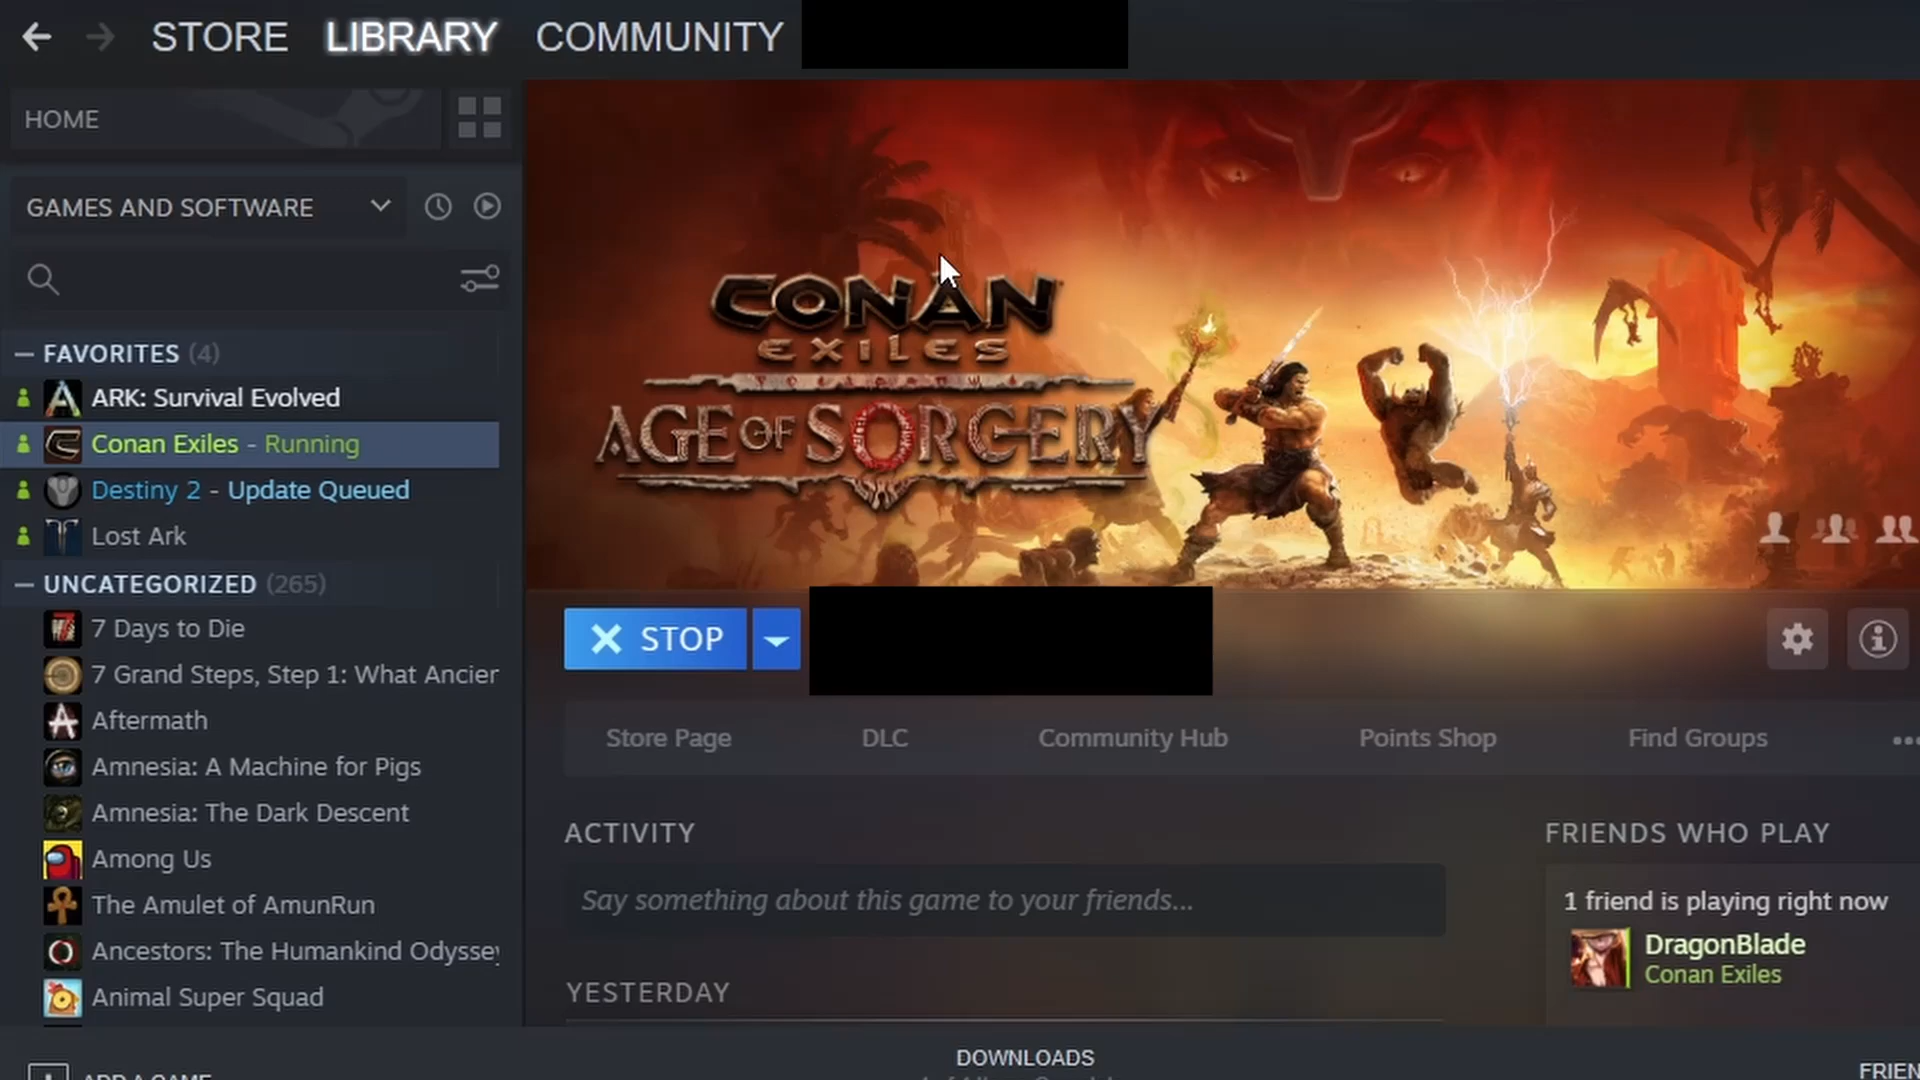 STORE LIBRARY COMMUNITY
HOME
GAMES AND SOFTWARE
FAVORITES (4)
ARK: Survival Evolved
Conan Exiles - Running
Destiny 2 - Update Queued
Lost Ark
UNCATEGORIZED (265)
7 Days to Die
7 Grand Steps, Step 1: What Ancien
Aftermath
Amnesia: A Machine for Pigs
Amnesia: The Dark Descent
Among Us
The Amulet of AmunRun
Ancestors: The Humankind Odyssey
Animal Super Squad
CONAN
EXILES
AGE OF SORCERY
STOP
Store Page DLC Community Hub Points Shop Find Groups
ACTIVITY
Say something about this game to your friends...
YESTERDAY
FRIENDS WHO PLAY
1 friend is playing right now
DragonBlade
Conan Exiles
ADD A GAME
DOWNLOADS
FRIEN